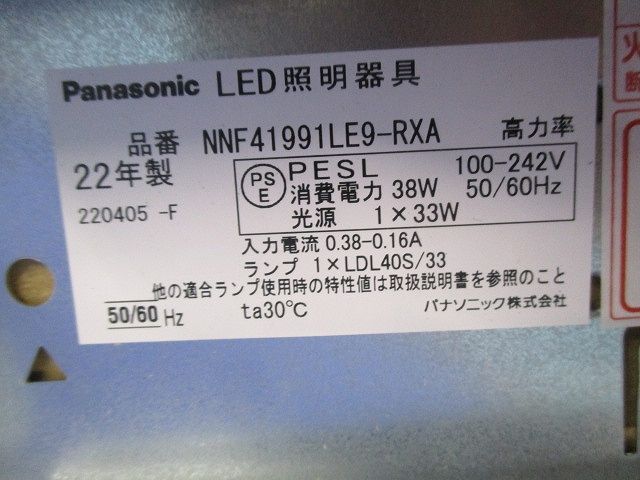 Panasonic LED照明器具
品番 NNF41991LE9-RXA 高力率
22年製
220405 -F
PS
E
PESL 100-242V
消費電力 38W 50/60Hz
光源 1×33W
入力電流 0.38-0.16A
ランプ 1×LDL40S/33
他の適合ランプ使用時の特性値は取扱説明書を参照のこと
50/60 Hz ta30℃ パナソニック株式会社
火
断